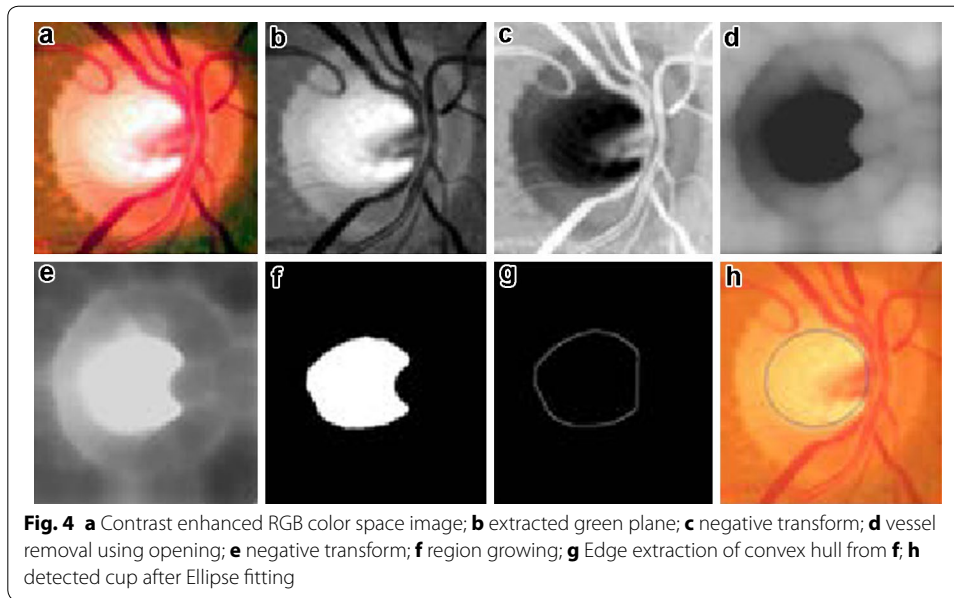 a b c d
e f g h
Fig. 4 a Contrast enhanced RGB color space image; b extracted green plane; c negative transform; d vessel
removal using opening; e negative transform; f region growing; g Edge extraction of convex hull from f; h
detected cup after Ellipse fitting